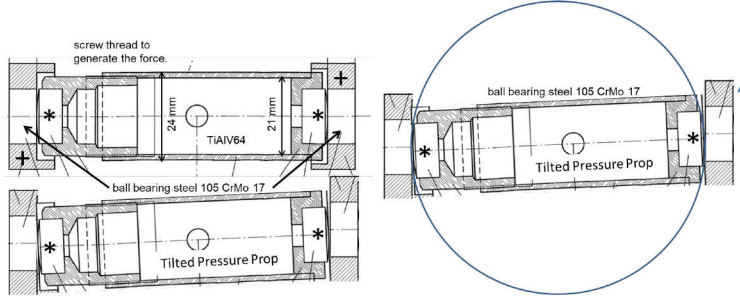 screw thread to
generate the force.
+
*
24 mm
21 mm
TiAlV64
*
+
ball bearing steel 105 CrMo 17
*
Tilted Pressure Prop
*
ball bearing steel 105 CrMo 17
*
Tilted Pressure Prop
*